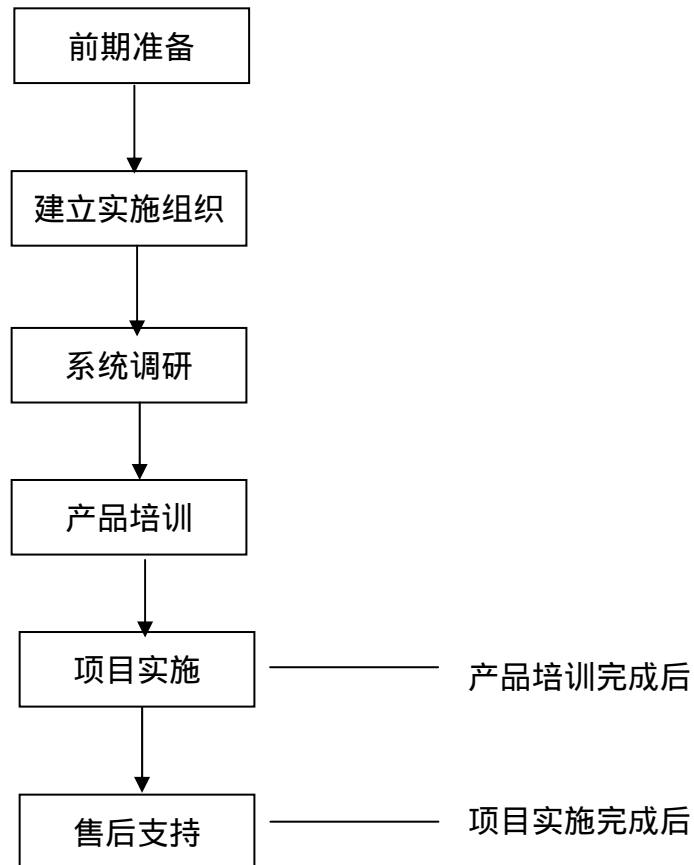 前期准备
建立实施组织
系统调研
产品培训
项目实施
产品培训完成后
售后支持
项目实施完成后